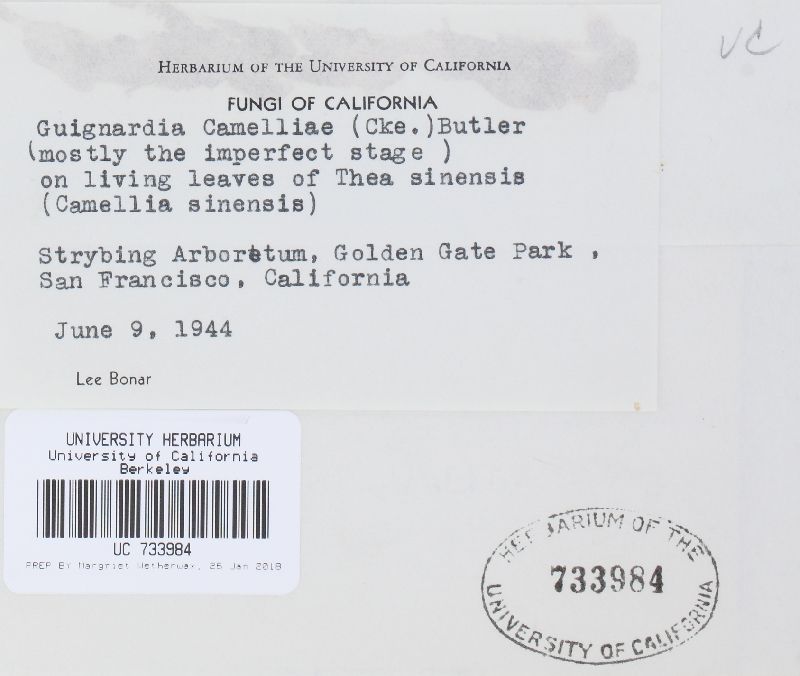 UC
HERBARIUM OF THE UNIVERSITY OF CALIFORNIA
FUNGI OF CALIFORNIA
Guignardia Camelliae (Cke.)Butler
(mostly the imperfect stage )
on living leaves of Thea sinensis
(Camellia sinensis)
Strybing Arboretum, Golden Gate Park ,
San Francisco, California
June 9, 1944
Lee Bonar
UNIVERSITY HERBARIUM
University of California
Berkeley
UC 733984
PREP BY Margriet Wetherwax, 26 Jan 2018
HERBARIUM OF THE
733984
UNIVERSITY OF CALIFORNIA